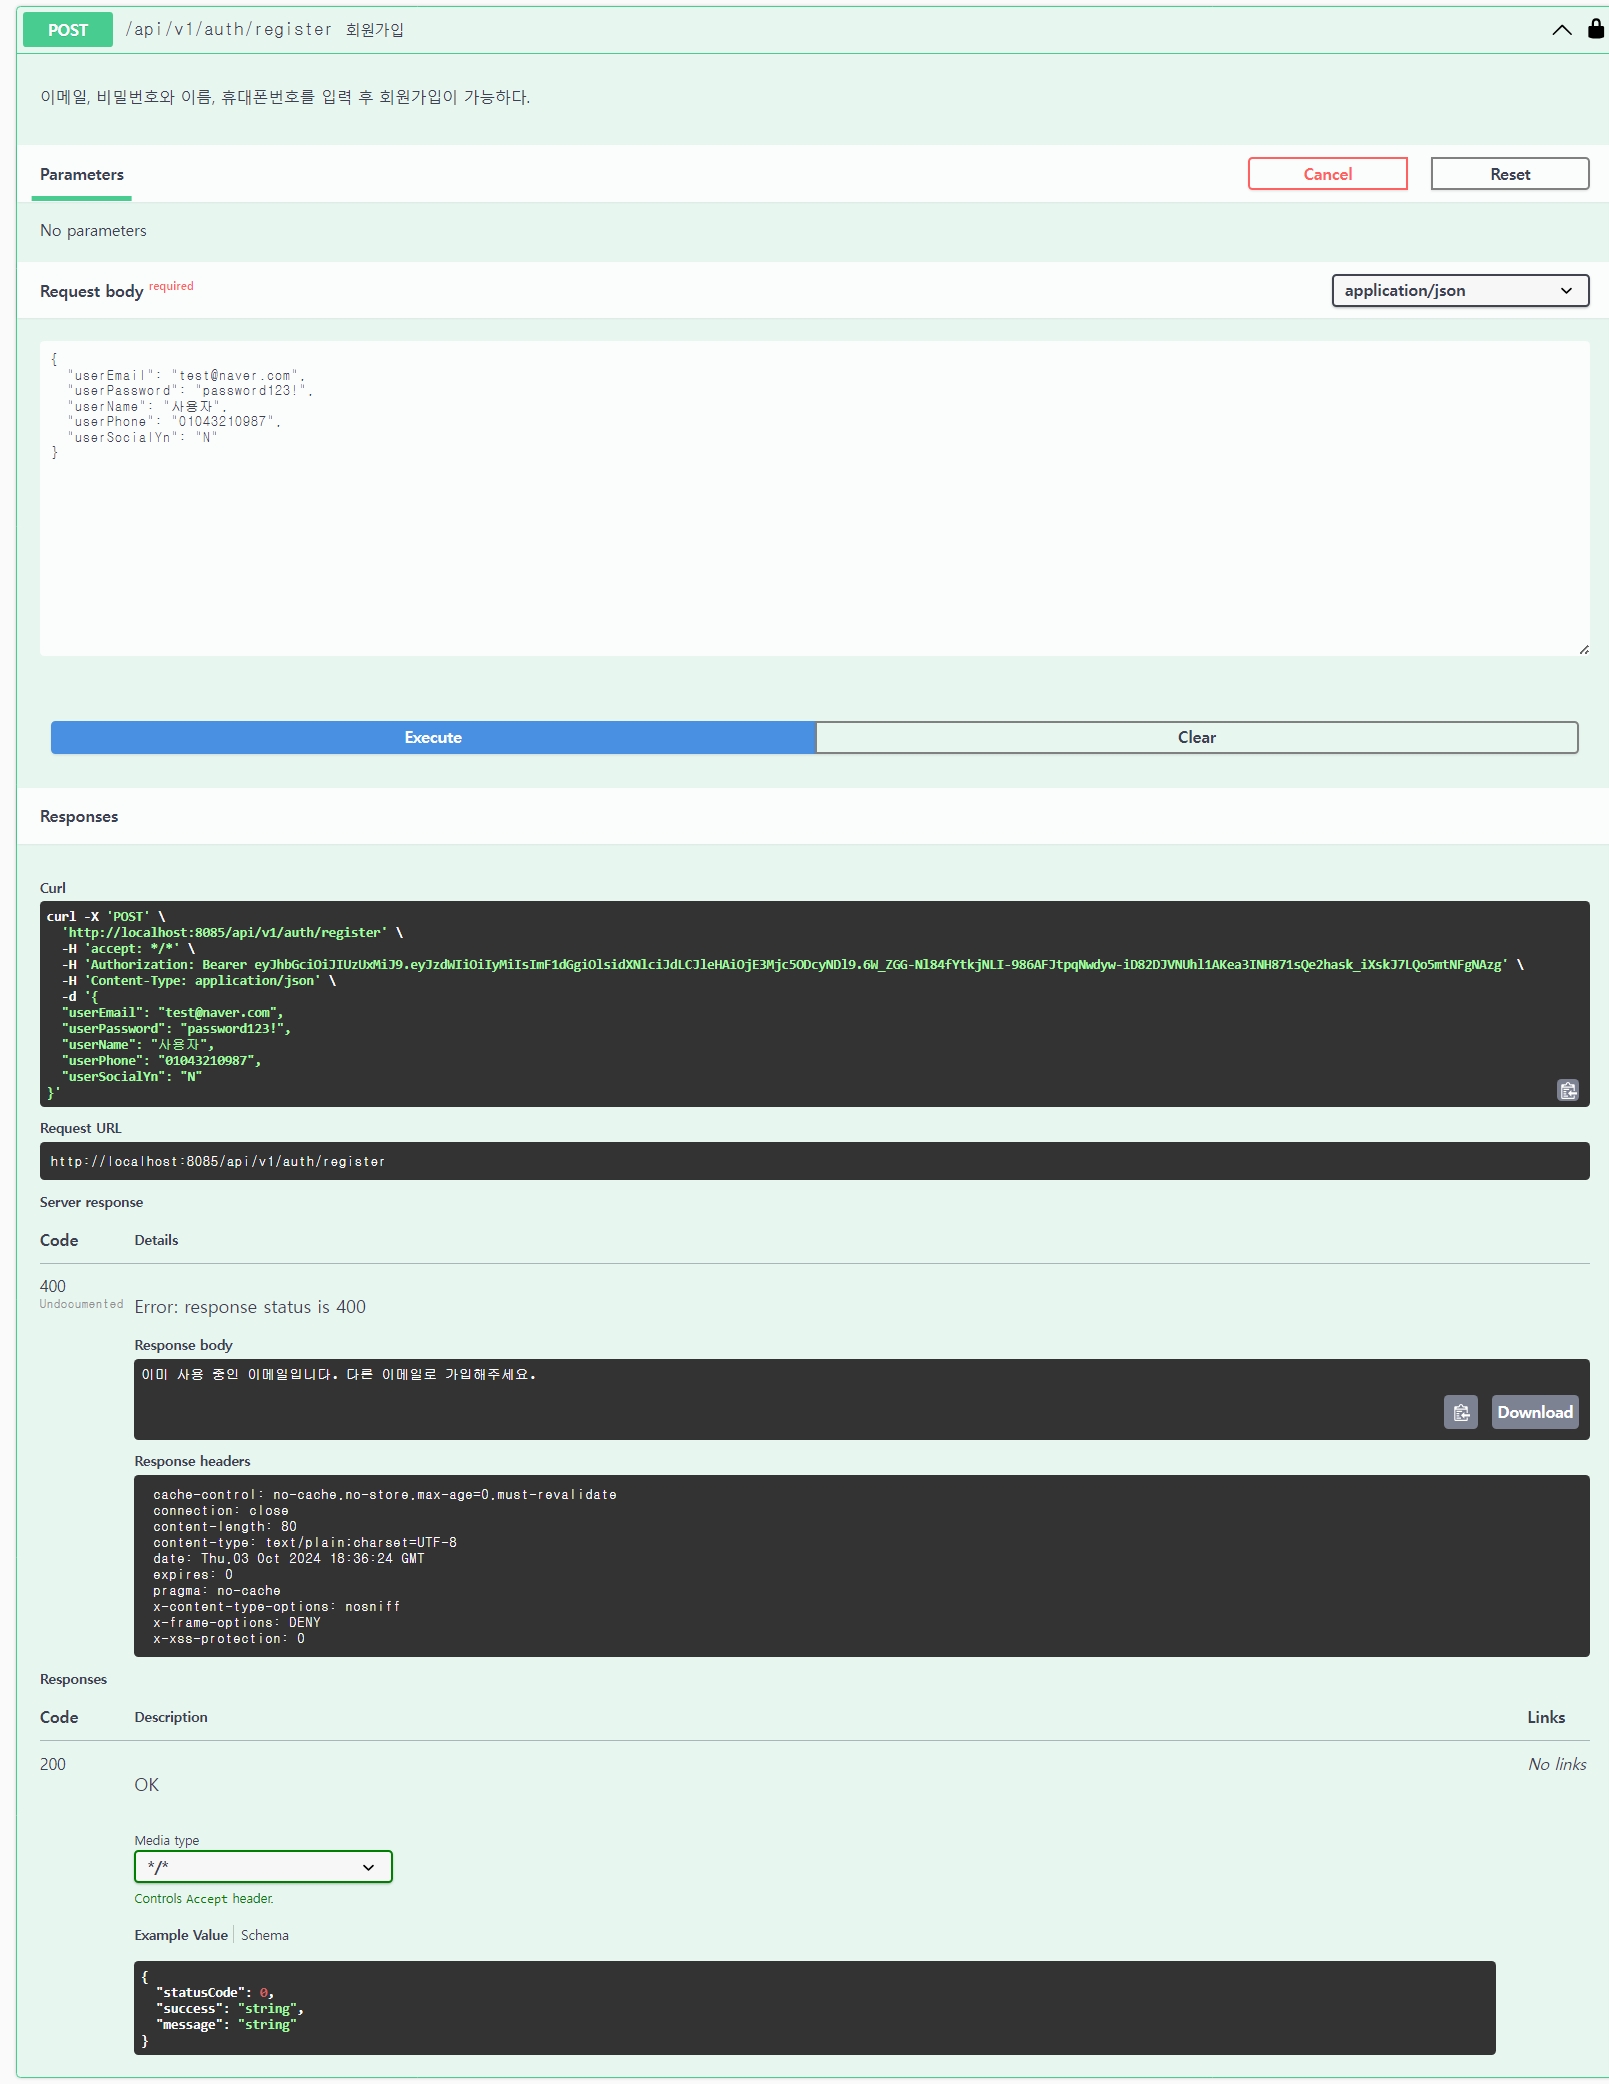 POST /api/v1/auth/register 회원가입
이메일, 비밀번호와 이름, 휴대폰번호를 입력 후 회원가입이 가능하다.
Parameters
Cancel
Reset
No parameters
Request body required
application/json
{
"userEmail": "test@naver.com",
"userPassword": "password123!",
"userName": "사용자",
"userPhone": "01043210987",
"userSocialYn": "N"
}
Execute
Clear
Responses
Curl
curl -X 'POST' \
'http://localhost:8085/api/v1/auth/register' \
-H 'accept: */*' \
-H 'Authorization: Bearer eyJhbGciOiJIUzUxMiJ9.eyJzdWIiOiIyMiIsImF1dGgiOlsidXNlciJdLCJleHAiOjE3Mjc5ODcyNDl9.6W_ZGG-Nl84fYtkjNLI-986AFJtpqNwdyw-iD82DJVNUhl1AKea3INH871sQe2hask_iXskJ7LQo5mtNFgNAzg' \
-H 'Content-Type: application/json' \
-d '{
"userEmail": "test@naver.com",
"userPassword": "password123!",
"userName": "사용자",
"userPhone": "01043210987",
"userSocialYn": "N"
}'
Request URL
http://localhost:8085/api/v1/auth/register
Server response
Code Details
400
Undocumented
Error: response status is 400
Response body
이미 사용 중인 이메일입니다. 다른 이메일로 가입해주세요.
Download
Response headers
cache-control: no-cache,no-store,max-age=0,must-revalidate
connection: close
content-length: 80
content-type: text/plain;charset=UTF-8
date: Thu,03 Oct 2024 18:36:24 GMT
expires: 0
pragma: no-cache
x-content-type-options: nosniff
x-frame-options: DENY
x-xss-protection: 0
Responses
Code Description Links
200 No links
OK
Media type
*/*
Controls Accept header.
Example Value Schema
{
"statusCode": 0,
"success": "string",
"message": "string"
}